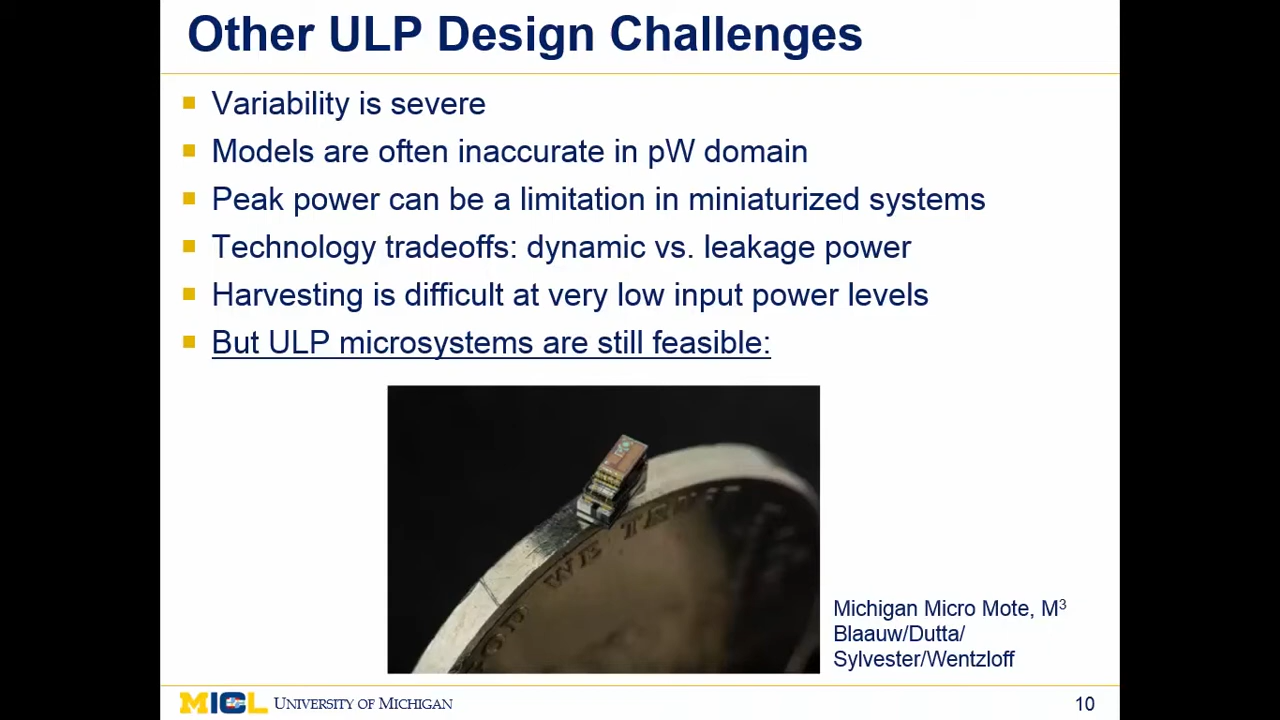 Other ULP Design Challenges
Variability is severe
Models are often inaccurate in pW domain
Peak power can be a limitation in miniaturized systems
Technology tradeoffs: dynamic vs. leakage power
Harvesting is difficult at very low input power levels
But ULP microsystems are still feasible:
WE
Michigan Micro Mote, M³
Blaauw/Dutta/
Sylvester/Wentzloff
MICL UNIVERSITY OF MICHIGAN
10